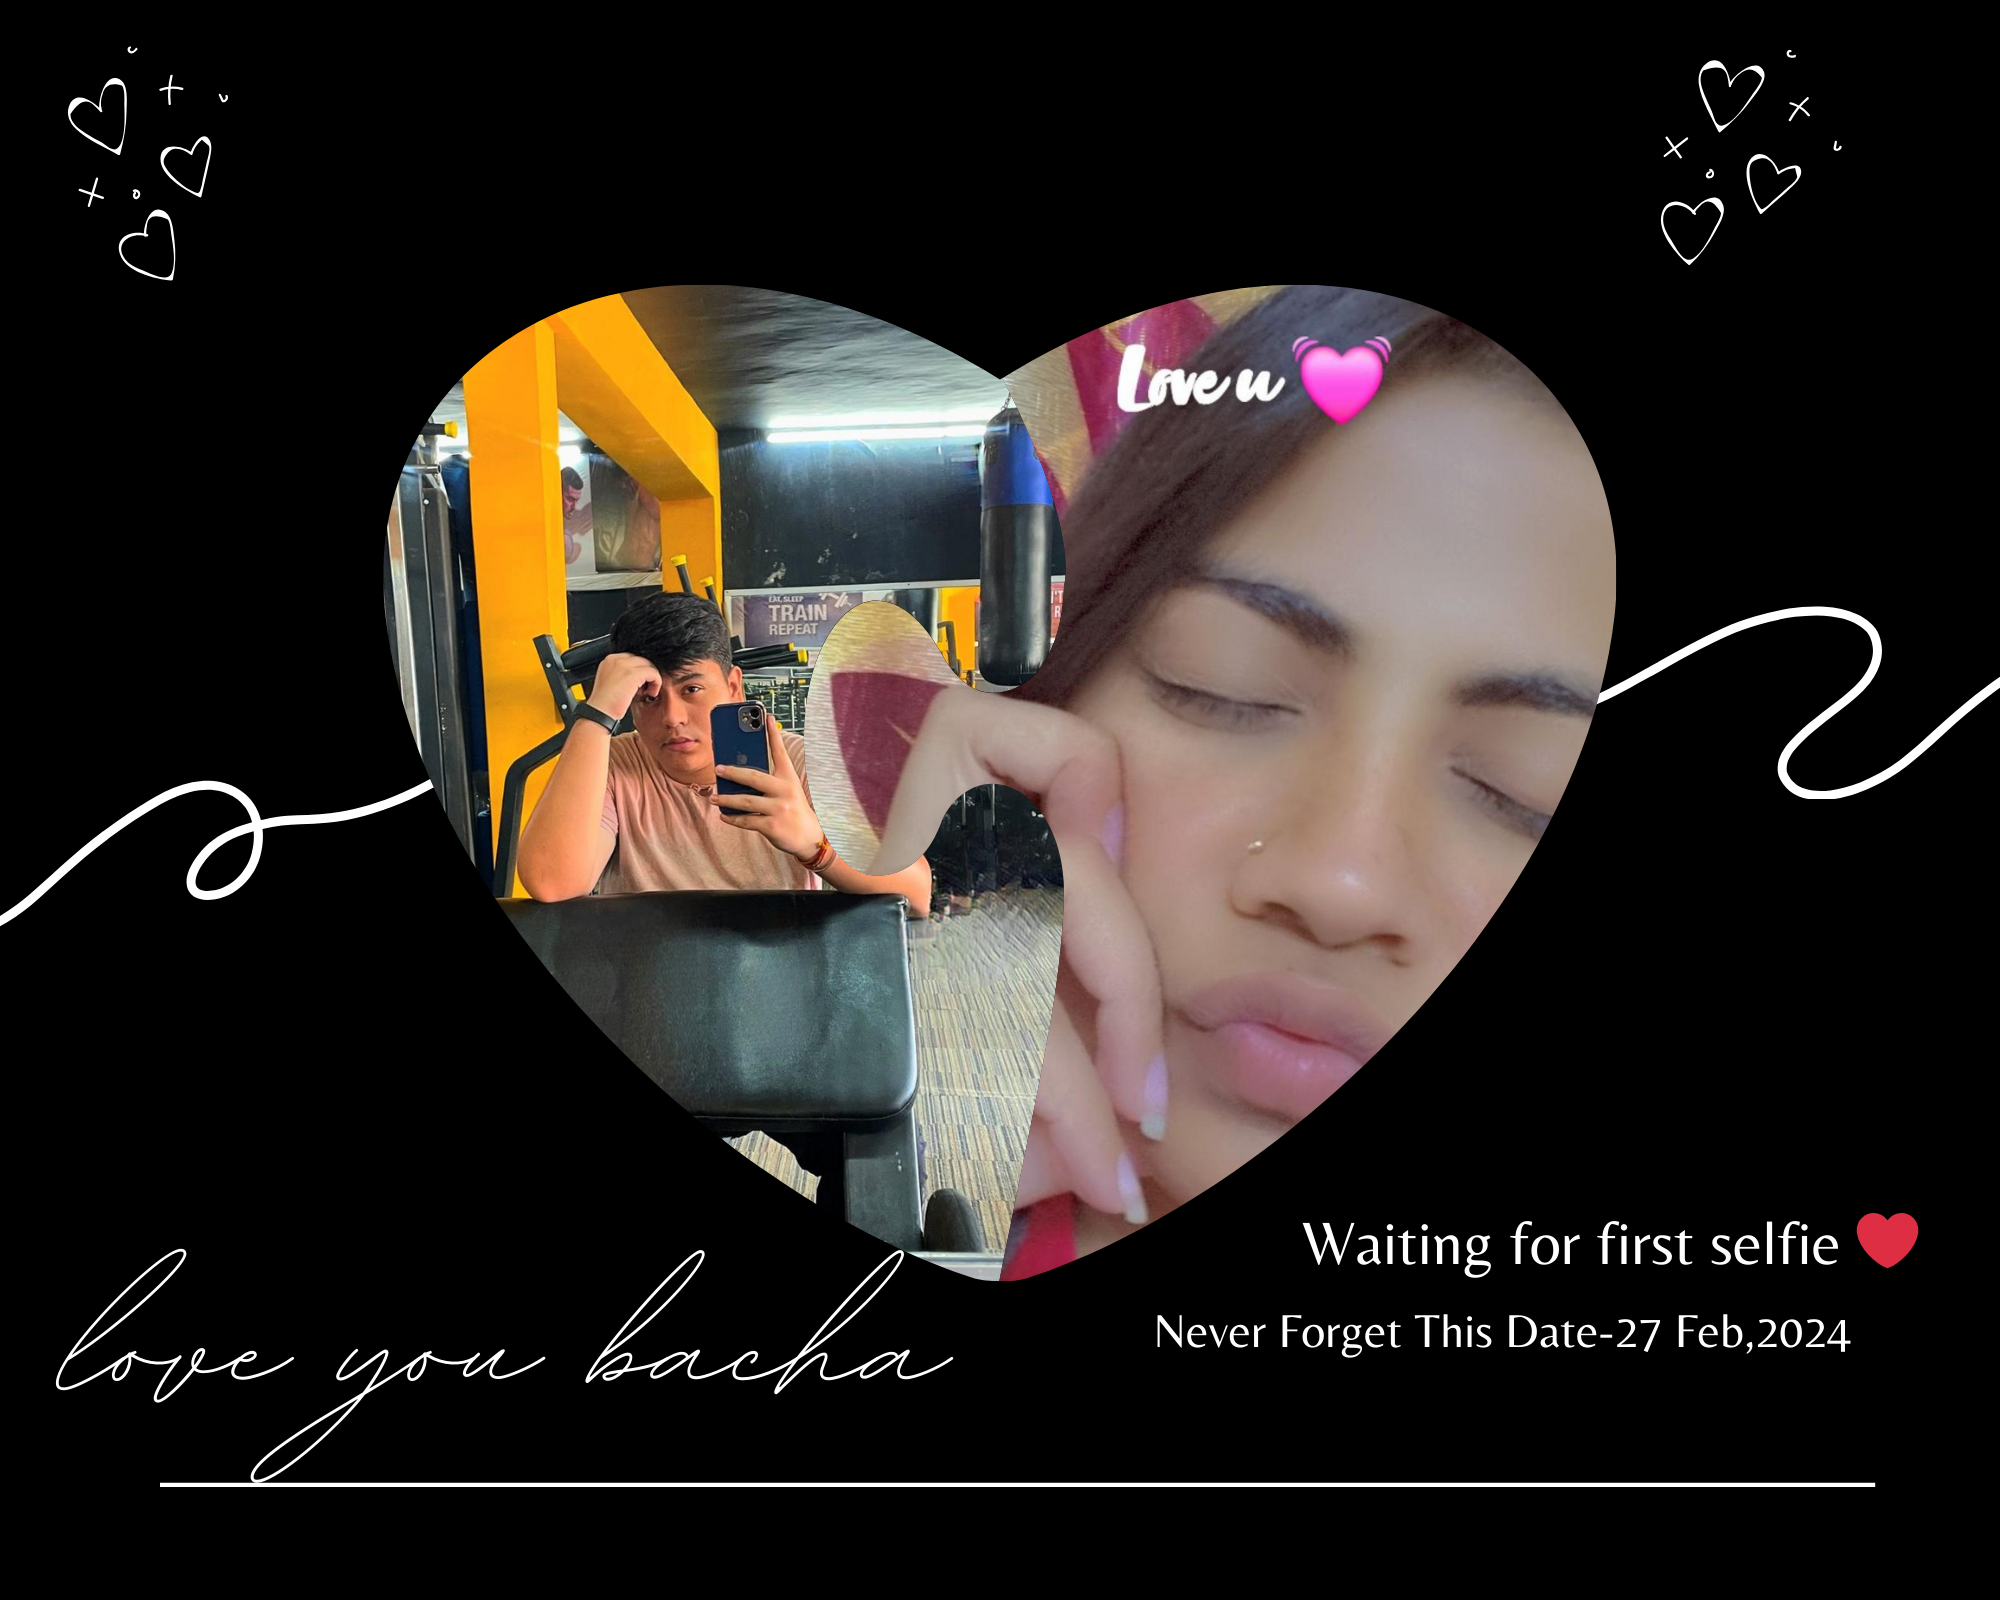 Love u 💓
EAT, SLEEP
TRAIN
REPEAT
Waiting for first selfie ❤️
Never Forget This Date-27 Feb,2024
love you bacha